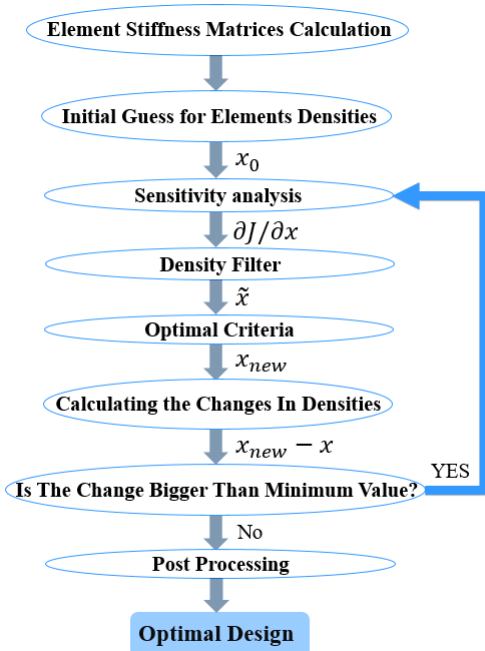 Element Stiffness Matrices Calculation
Initial Guess for Elements Densities
x₀
Sensitivity analysis
∂J/∂x
Density Filter
x̃
Optimal Criteria
xₙₑw
Calculating the Changes In Densities
xₙₑw − x
Is The Change Bigger Than Minimum Value?
YES
No
Post Processing
Optimal Design